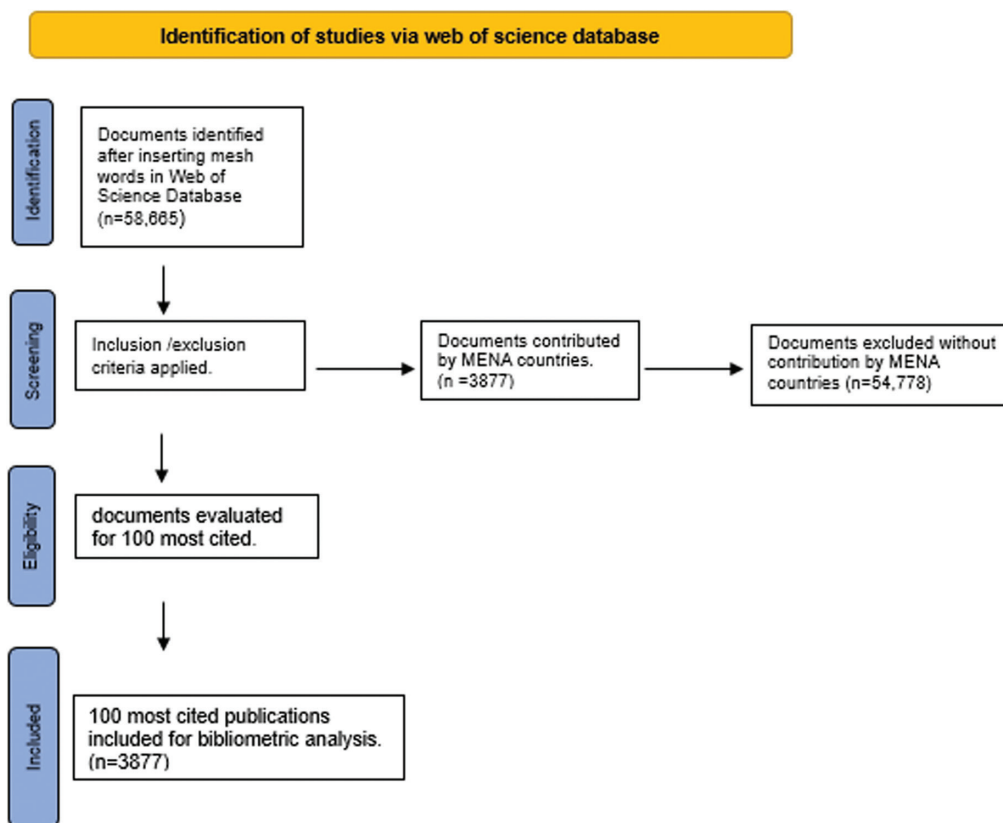 Identification of studies via web of science database
Identification
Documents identified
after inserting mesh
words in Web of
Science Database
(n=58,665)
Screening
Inclusion /exclusion
criteria applied.
Documents contributed
by MENA countries.
(n =3877)
Documents excluded without
contribution by MENA
countries (n=54,778)
Eligibility
documents evaluated
for 100 most cited.
Included
100 most cited publications
included for bibliometric analysis.
(n=3877)